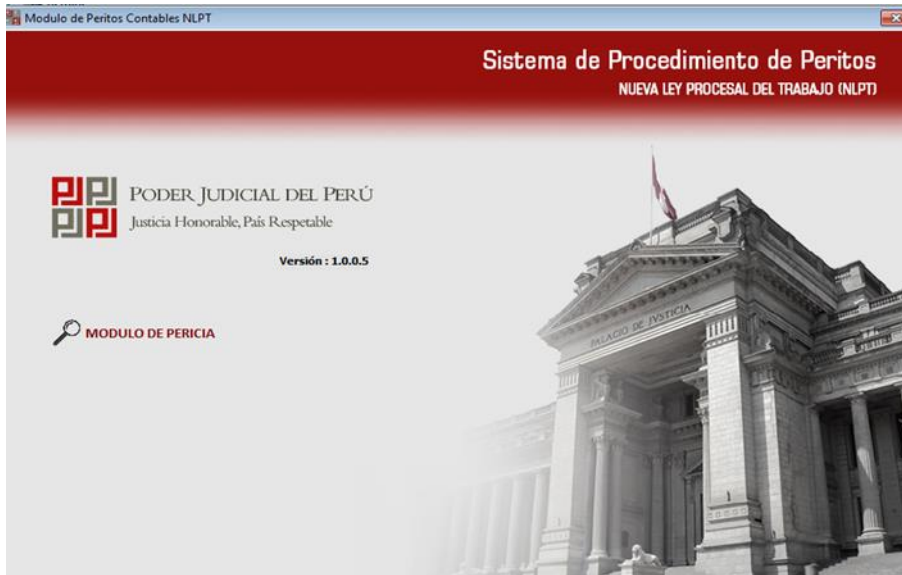 Modulo de Peritos Contables NLPT
Sistema de Procedimiento de Peritos
NUEVA LEY PROCESAL DEL TRABAJO (NLPT)
PODER JUDICIAL DEL PERÚ
Justicia Honorable, País Respetable
Versión : 1.0.0.5
MODULO DE PERICIA
PALACIO DE JVSTICIA